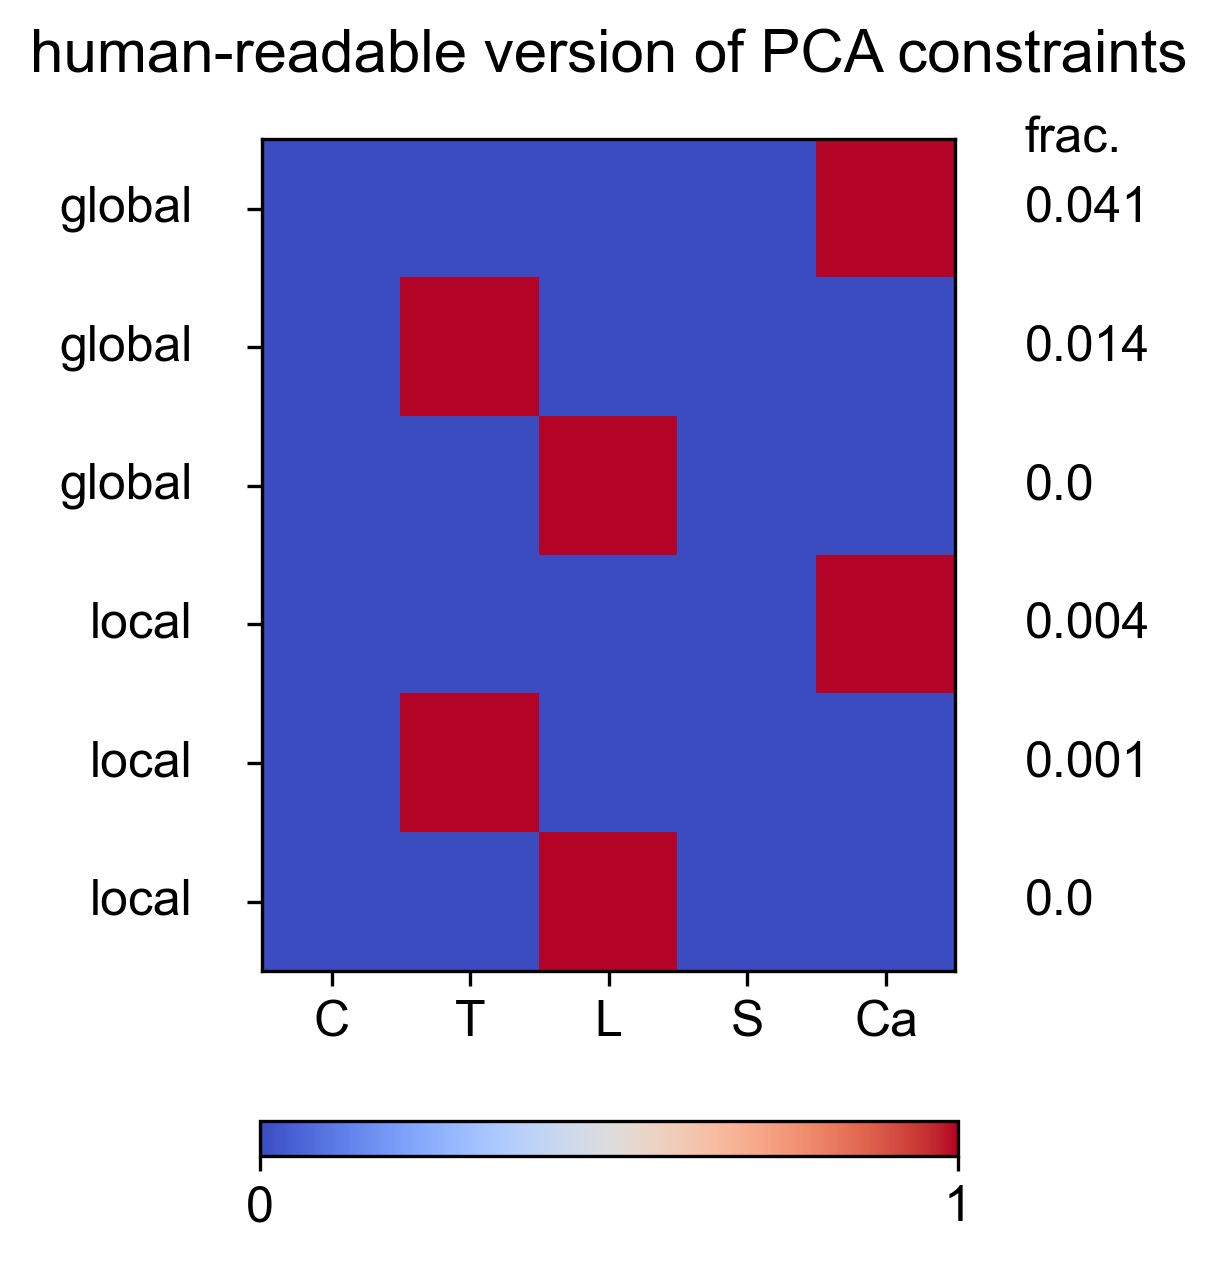 human-readable version of PCA constraints
frac.
global 0.041
global 0.014
global 0.0
local 0.004
local 0.001
local 0.0
C T L S Ca
0 1